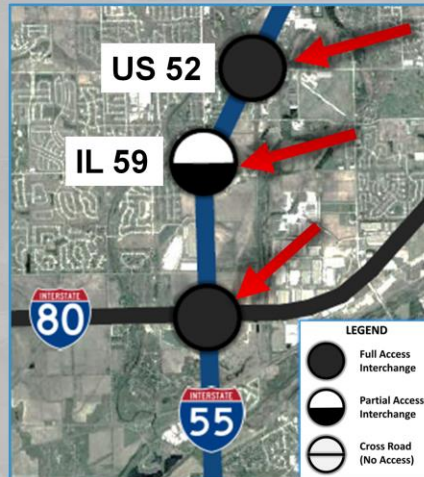 US 52
IL 59
INTERSTATE
80
INTERSTATE
55
LEGEND
Full Access
Interchange
Partial Access
Interchange
Cross Road
(No Access)